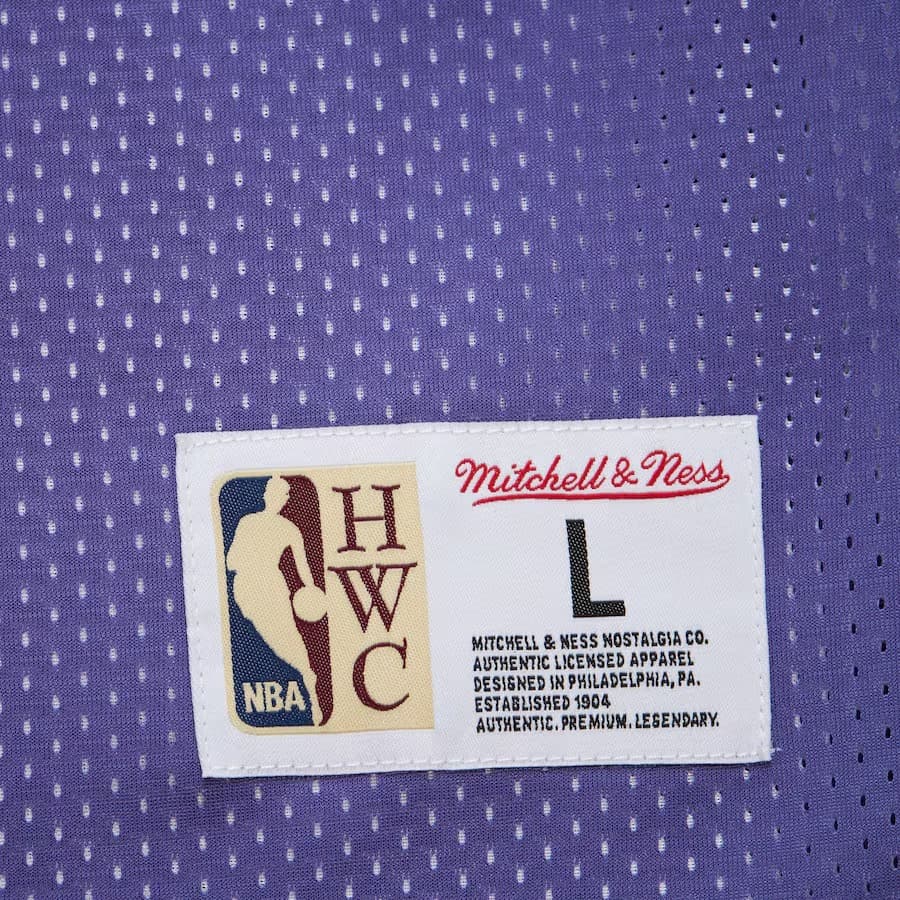 NBA
H
W
C
Mitchell & Ness
L
MITCHELL & NESS NOSTALGIA CO.
AUTHENTIC LICENSED APPAREL
DESIGNED IN PHILADELPHIA, PA.
ESTABLISHED 1904
AUTHENTIC. PREMIUM. LEGENDARY.